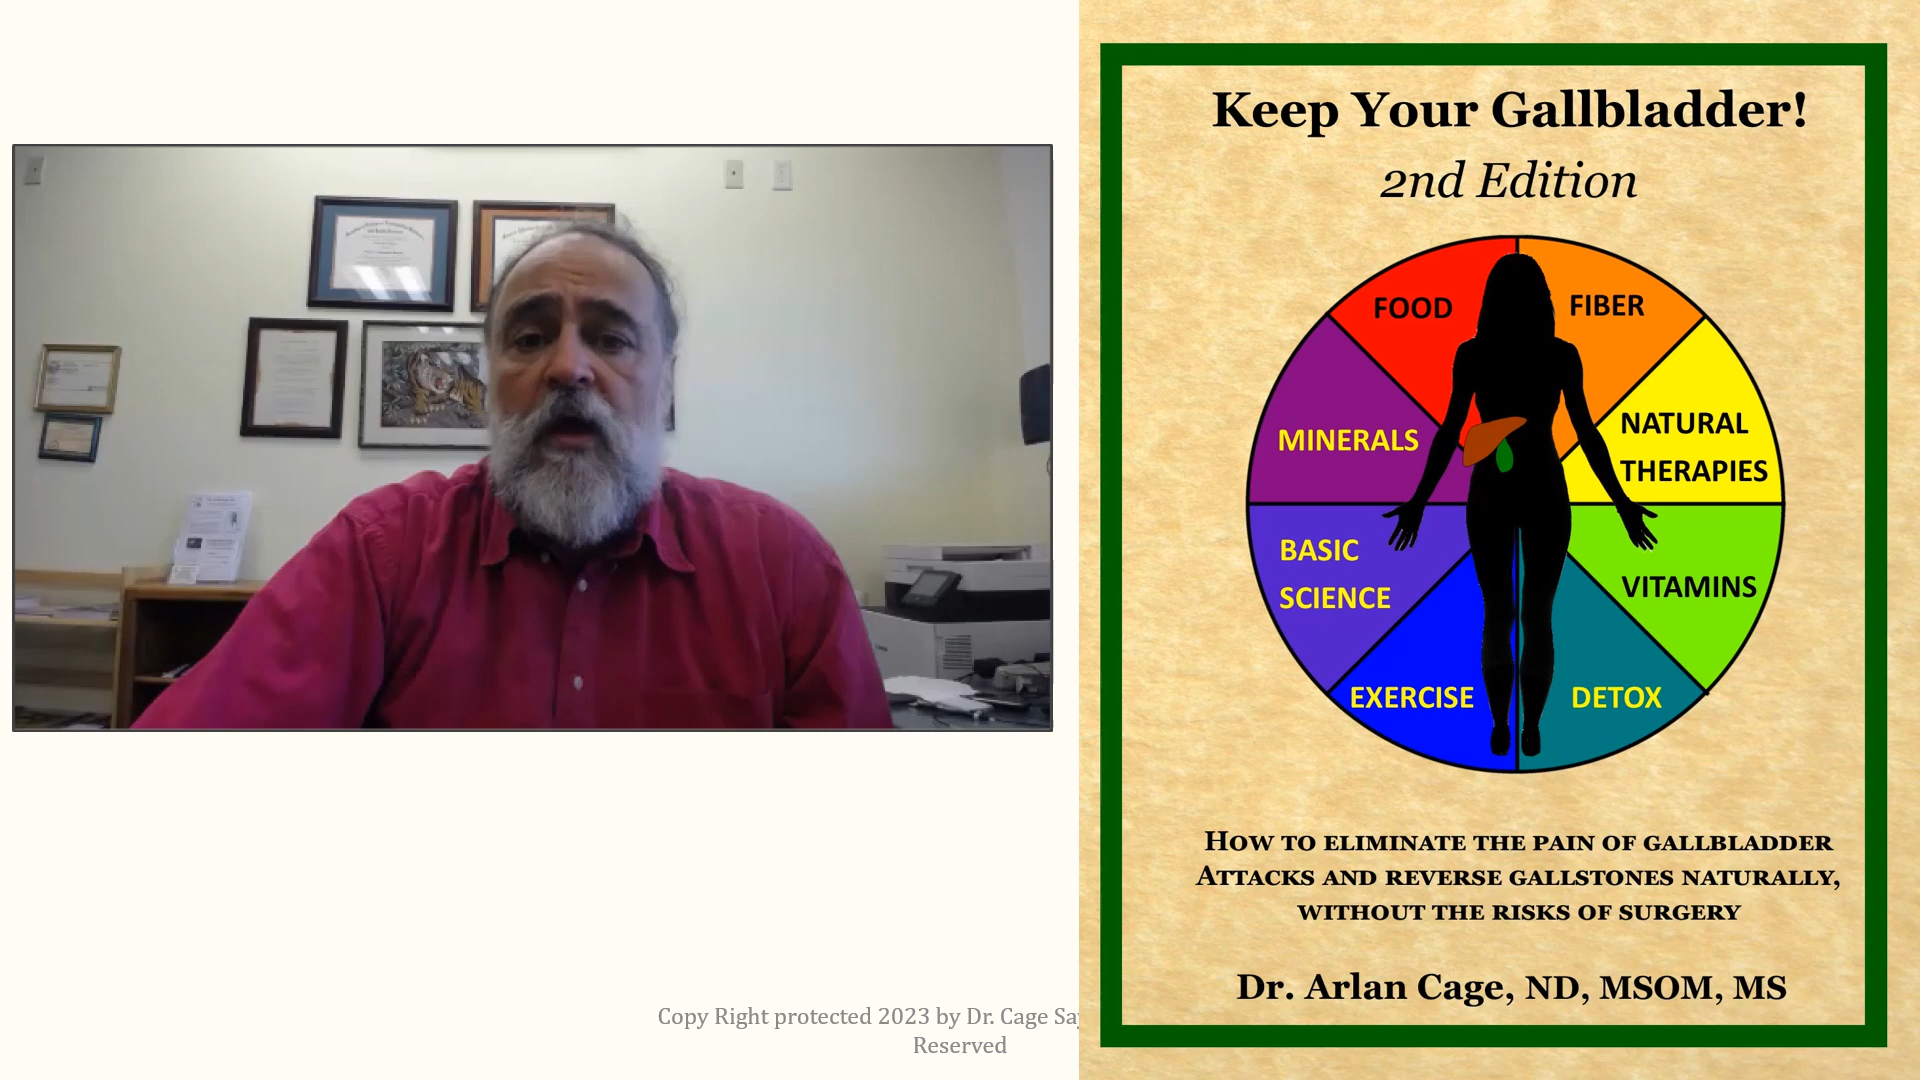 Keep Your Gallbladder!
2nd Edition
FOOD
FIBER
MINERALS
NATURAL
THERAPIES
BASIC
SCIENCE
VITAMINS
EXERCISE
DETOX
How to eliminate the pain of gallbladder
Attacks and reverse gallstones naturally,
without the risks of surgery
Dr. Arlan Cage, ND, MSOM, MS
Copy Right protected 2023 by Dr. Cage
Reserved